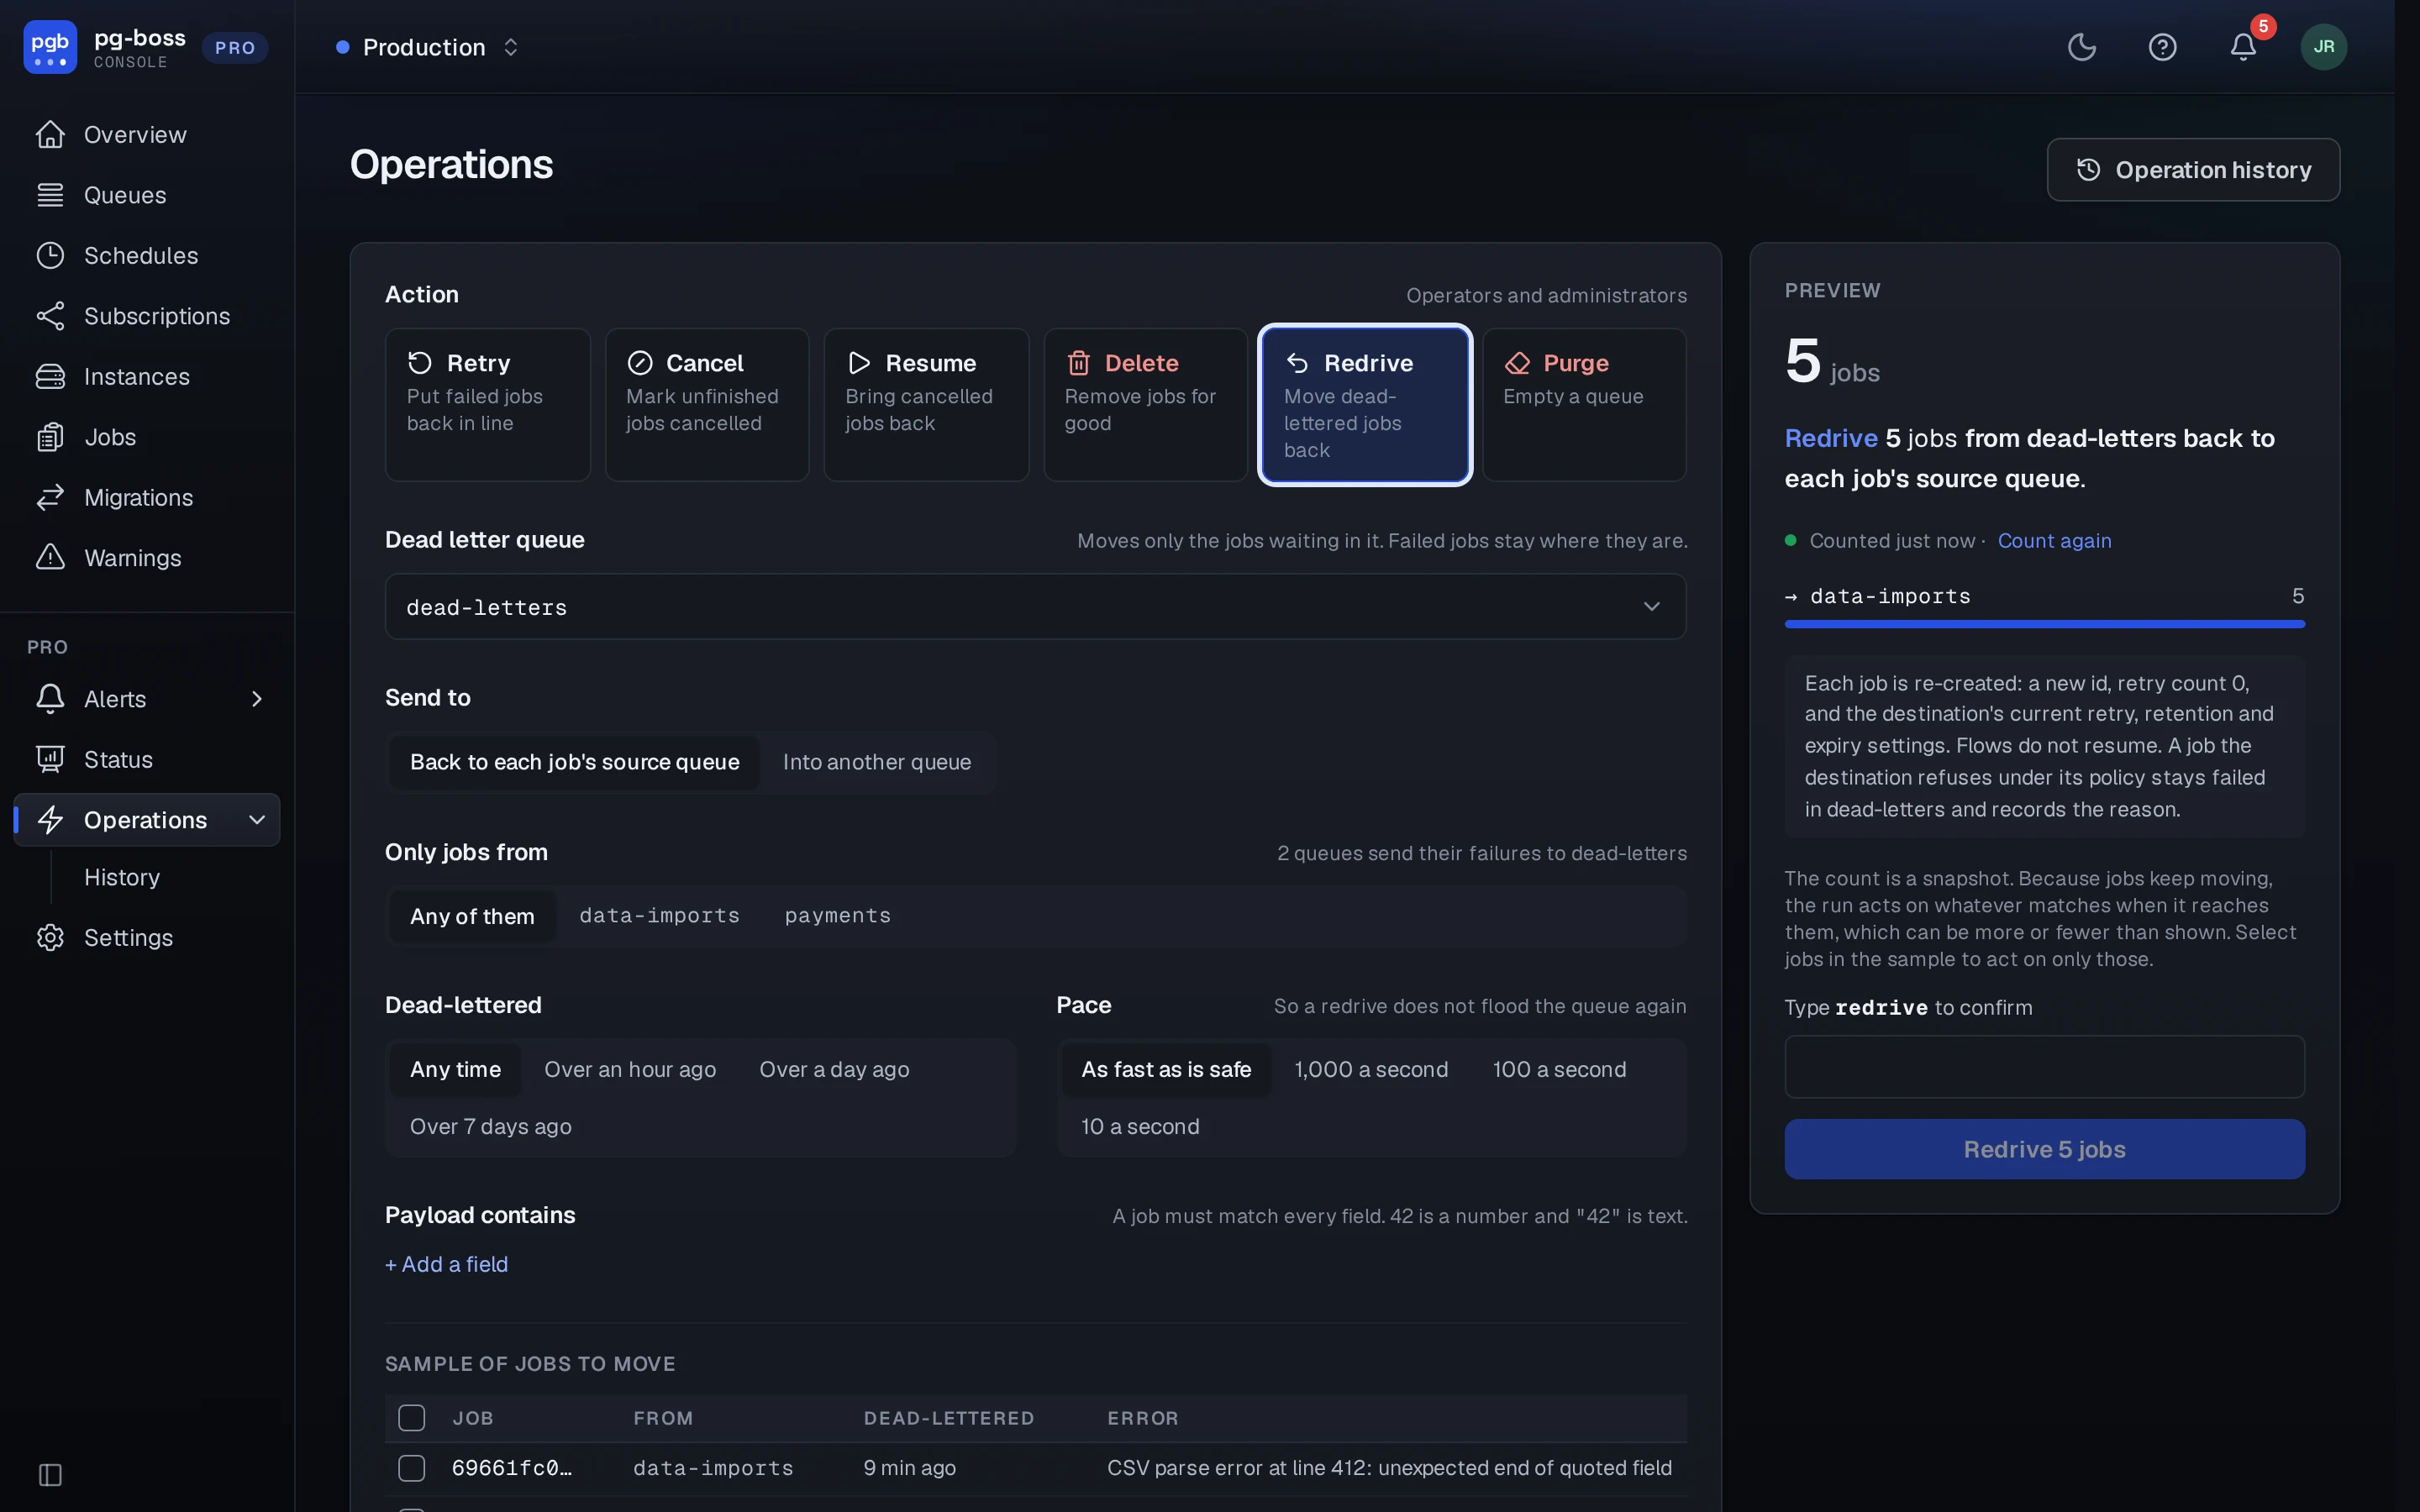 pgb
pg-boss
CONSOLE
PRO
Overview
Queues
Schedules
Subscriptions
Instances
Jobs
Migrations
Warnings
PRO
Alerts
Status
Operations
History
Settings
Production
5
JR
Operations
Operation history
Action
Operators and administrators
Retry
Put failed jobs
back in line
Cancel
Mark unfinished
jobs cancelled
Resume
Bring cancelled
jobs back
Delete
Remove jobs for
good
Redrive
Move dead-
lettered jobs
back
Purge
Empty a queue
Dead letter queue
Moves only the jobs waiting in it. Failed jobs stay where they are.
dead-letters
Send to
Back to each job's source queue
Into another queue
Only jobs from
2 queues send their failures to dead-letters
Any of them
data-imports
payments
Dead-lettered
Any time
Over an hour ago
Over a day ago
Over 7 days ago
Pace
So a redrive does not flood the queue again
As fast as is safe
1,000 a second
100 a second
10 a second
Payload contains
A job must match every field. 42 is a number and "42" is text.
+ Add a field
SAMPLE OF JOBS TO MOVE
JOB FROM DEAD-LETTERED ERROR
69661fc0… data-imports 9 min ago CSV parse error at line 412: unexpected end of quoted field
PREVIEW
5 jobs
Redrive 5 jobs from dead-letters back to
each job's source queue.
Counted just now · Count again
→ data-imports 5
Each job is re-created: a new id, retry count 0,
and the destination's current retry, retention and
expiry settings. Flows do not resume. A job the
destination refuses under its policy stays failed
in dead-letters and records the reason.
The count is a snapshot. Because jobs keep moving,
the run acts on whatever matches when it reaches
them, which can be more or fewer than shown. Select
jobs in the sample to act on only those.
Type redrive to confirm
Redrive 5 jobs